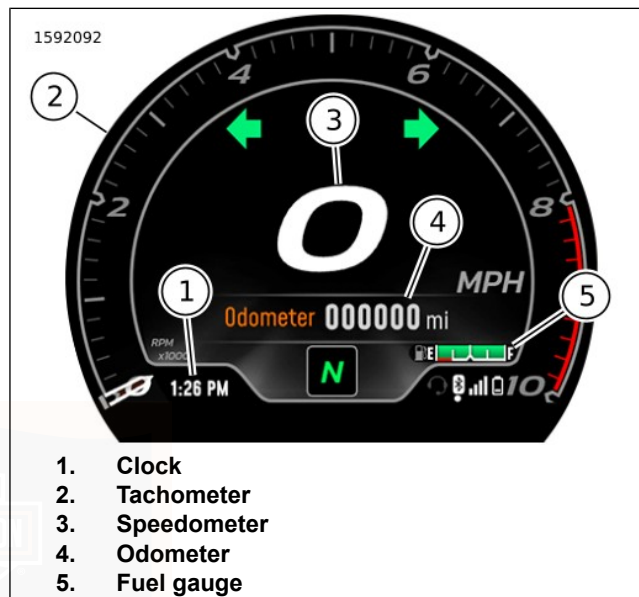 1592092
4
6
2
3
2
8
4
0
MPH
1
5
Odometer 000000 mi
RPM
x1000
E F
N
1:26 PM
10
1. Clock
2. Tachometer
3. Speedometer
4. Odometer
5. Fuel gauge